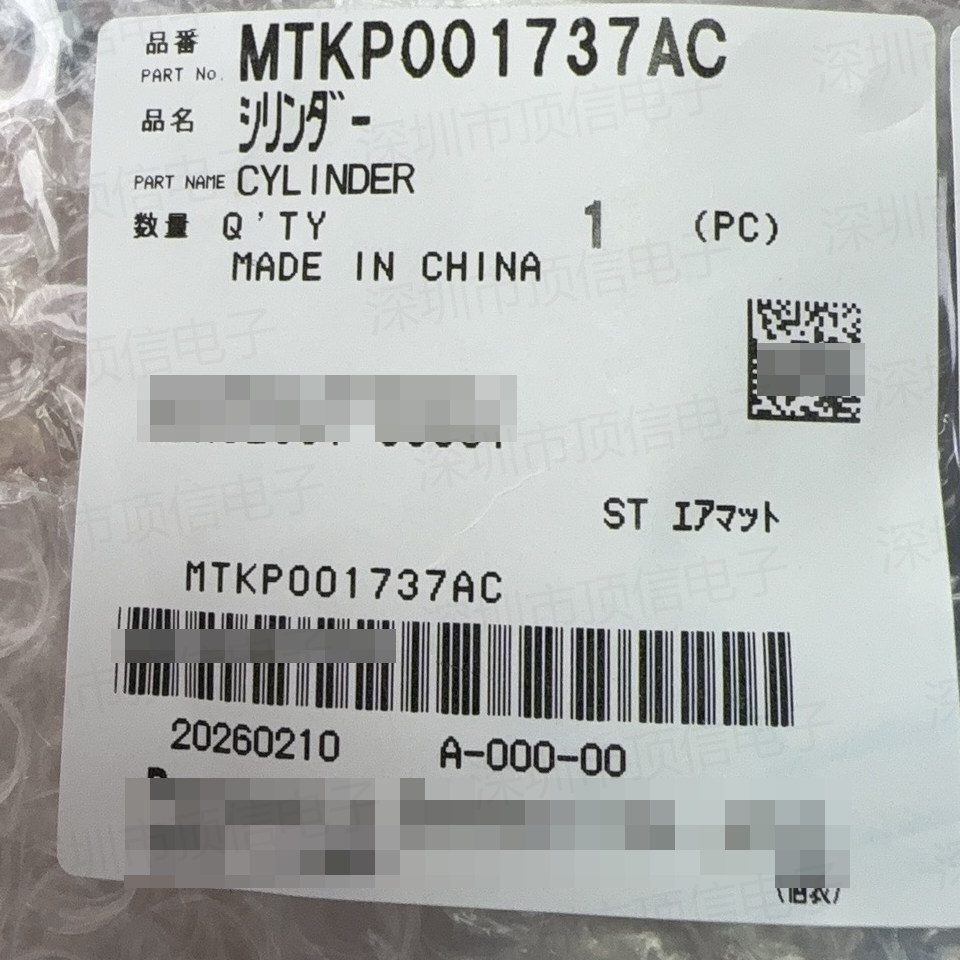 品番 MTKP001737AC
PART No.
品名 シリンダー
PART NAME CYLINDER
数量 Q'TY 1 (PC)
MADE IN CHINA
ST エアマット
MTKP001737AC
20260210 A-000-00
深圳市顶信电子